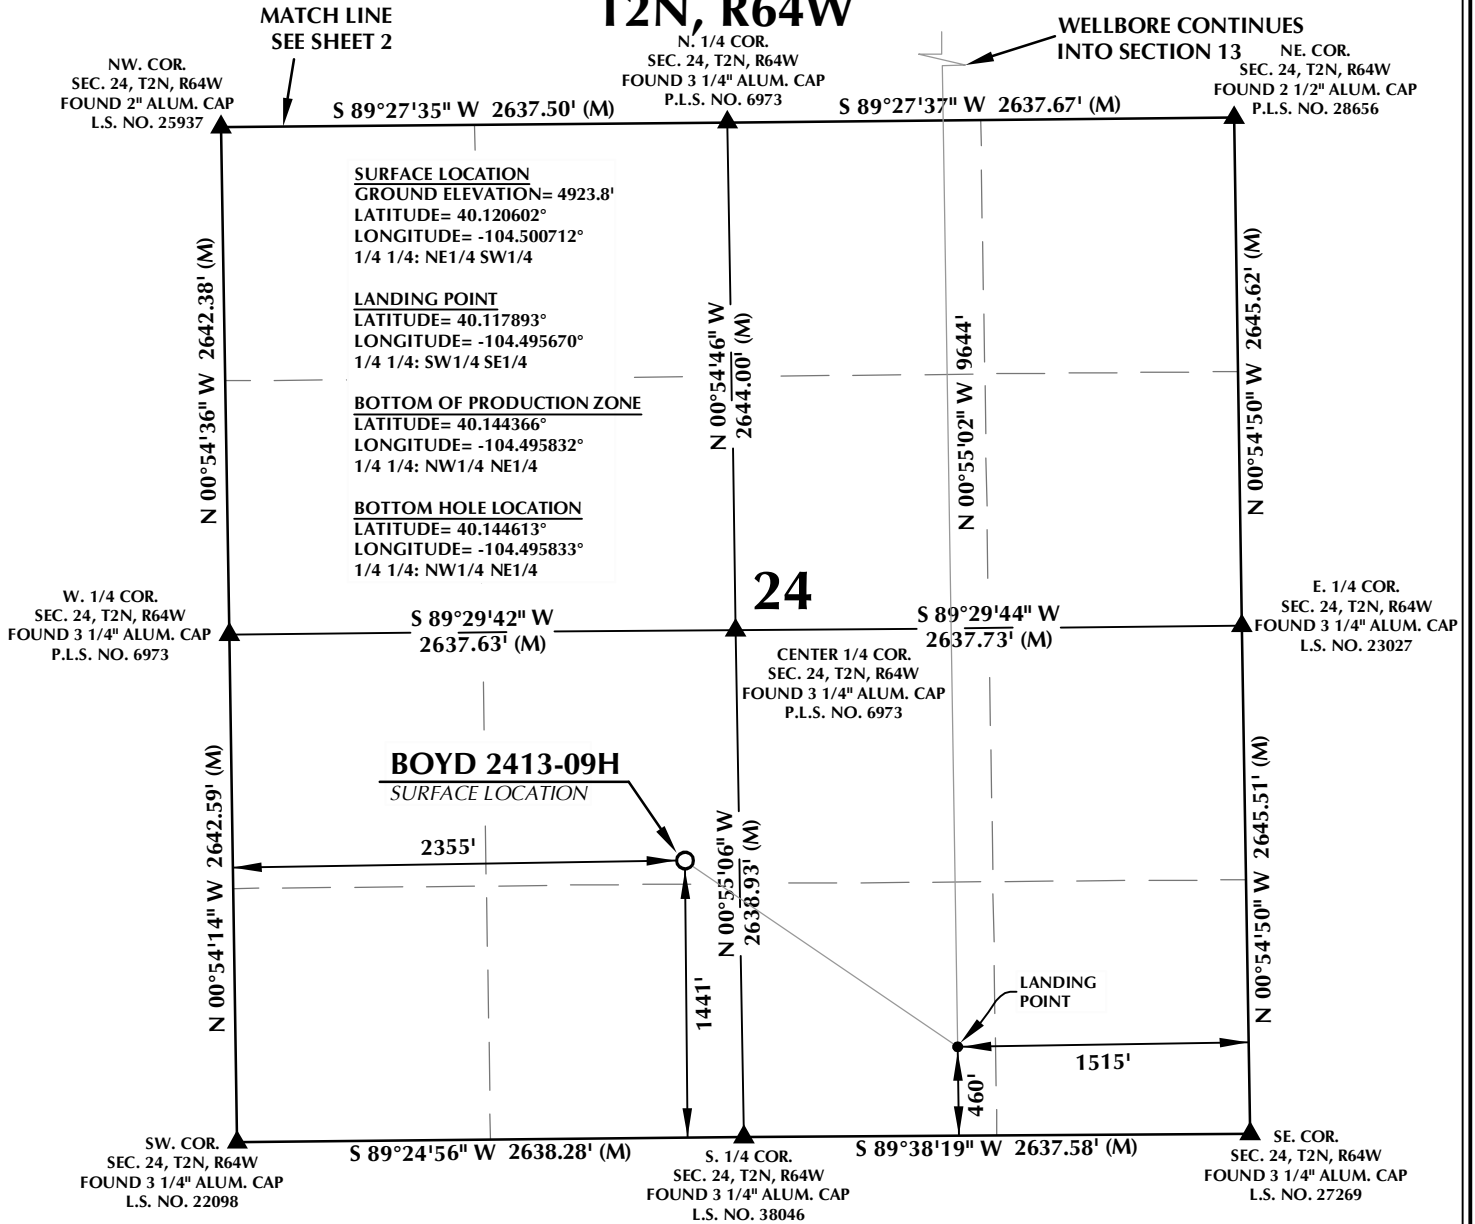 T2N, R64W
MATCH LINE
SEE SHEET 2
WELLBORE CONTINUES
INTO SECTION 13
NW. COR.
SEC. 24, T2N, R64W
FOUND 2" ALUM. CAP
L.S. NO. 25937
N. 1/4 COR.
SEC. 24, T2N, R64W
FOUND 3 1/4" ALUM. CAP
P.L.S. NO. 6973
NE. COR.
SEC. 24, T2N, R64W
FOUND 2 1/2" ALUM. CAP
P.L.S. NO. 28656
S 89°27'35" W 2637.50' (M)
S 89°27'37" W 2637.67' (M)
SURFACE LOCATION
GROUND ELEVATION= 4923.8'
LATITUDE= 40.120602°
LONGITUDE= -104.500712°
1/4 1/4: NE1/4 SW1/4
LANDING POINT
LATITUDE= 40.117893°
LONGITUDE= -104.495670°
1/4 1/4: SW1/4 SE1/4
BOTTOM OF PRODUCTION ZONE
LATITUDE= 40.144366°
LONGITUDE= -104.495832°
1/4 1/4: NW1/4 NE1/4
BOTTOM HOLE LOCATION
LATITUDE= 40.144613°
LONGITUDE= -104.495833°
1/4 1/4: NW1/4 NE1/4
N 00°54'36" W 2642.38' (M)
N 00°54'46" W
2644.00' (M)
N 00°55'02" W 9644'
N 00°54'50" W 2645.62' (M)
24
W. 1/4 COR.
SEC. 24, T2N, R64W
FOUND 3 1/4" ALUM. CAP
P.L.S. NO. 6973
S 89°29'42" W
2637.63' (M)
S 89°29'44" W
2637.73' (M)
E. 1/4 COR.
SEC. 24, T2N, R64W
FOUND 3 1/4" ALUM. CAP
L.S. NO. 23027
CENTER 1/4 COR.
SEC. 24, T2N, R64W
FOUND 3 1/4" ALUM. CAP
P.L.S. NO. 6973
BOYD 2413-09H
SURFACE LOCATION
2355'
N 00°54'14" W 2642.59' (M)
N 00°55'06" W
2638.93' (M)
N 00°54'50" W 2645.51' (M)
1441'
LANDING
POINT
1515'
460'
SW. COR.
SEC. 24, T2N, R64W
FOUND 3 1/4" ALUM. CAP
L.S. NO. 22098
S 89°24'56" W 2638.28' (M)
S. 1/4 COR.
SEC. 24, T2N, R64W
FOUND 3 1/4" ALUM. CAP
L.S. NO. 38046
S 89°38'19" W 2637.58' (M)
SE. COR.
SEC. 24, T2N, R64W
FOUND 3 1/4" ALUM. CAP
L.S. NO. 27269